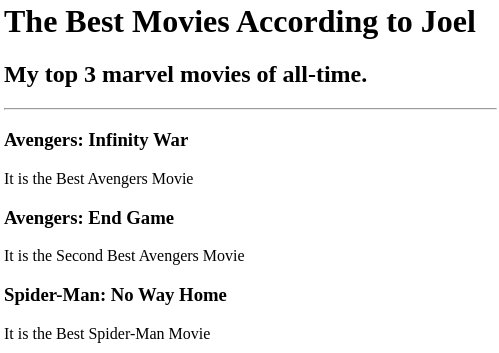 The Best Movies According to Joel
My top 3 marvel movies of all-time.
Avengers: Infinity War
It is the Best Avengers Movie
Avengers: End Game
It is the Second Best Avengers Movie
Spider-Man: No Way Home
It is the Best Spider-Man Movie